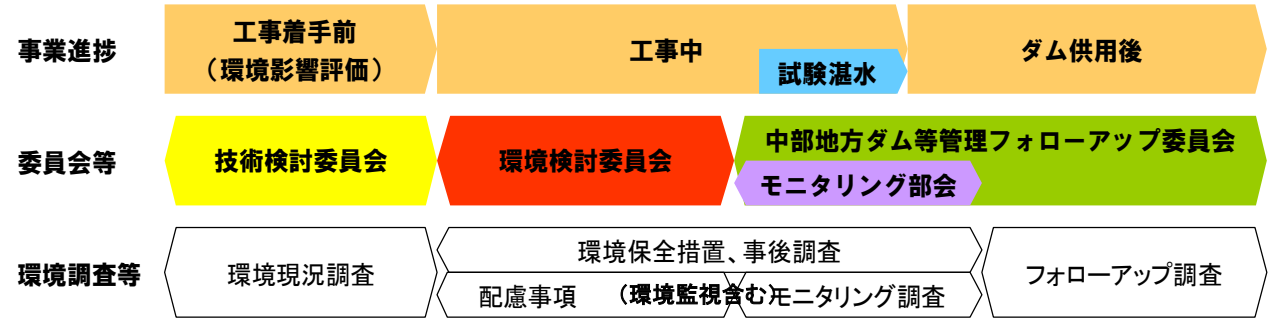 事業進捗
工事着手前
（環境影響評価）
工事中
試験湛水
ダム供用後
委員会等
技術検討委員会
環境検討委員会
中部地方ダム等管理フォローアップ委員会
モニタリング部会
環境調査等
環境現況調査
環境保全措置、事後調査
配慮事項
（環境監視含む）
モニタリング調査
フォローアップ調査